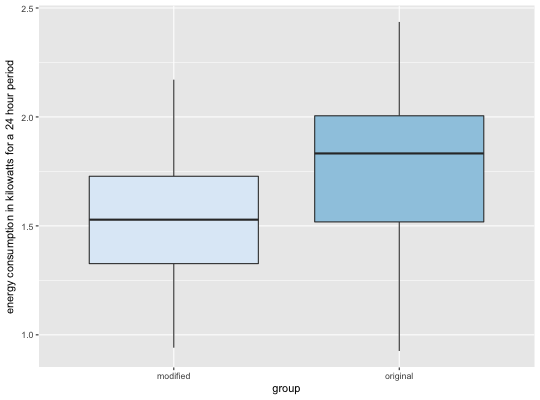 energy consumption in kilowatts for a 24 hour period
2.5
2.0
1.5
1.0
modified
original
group